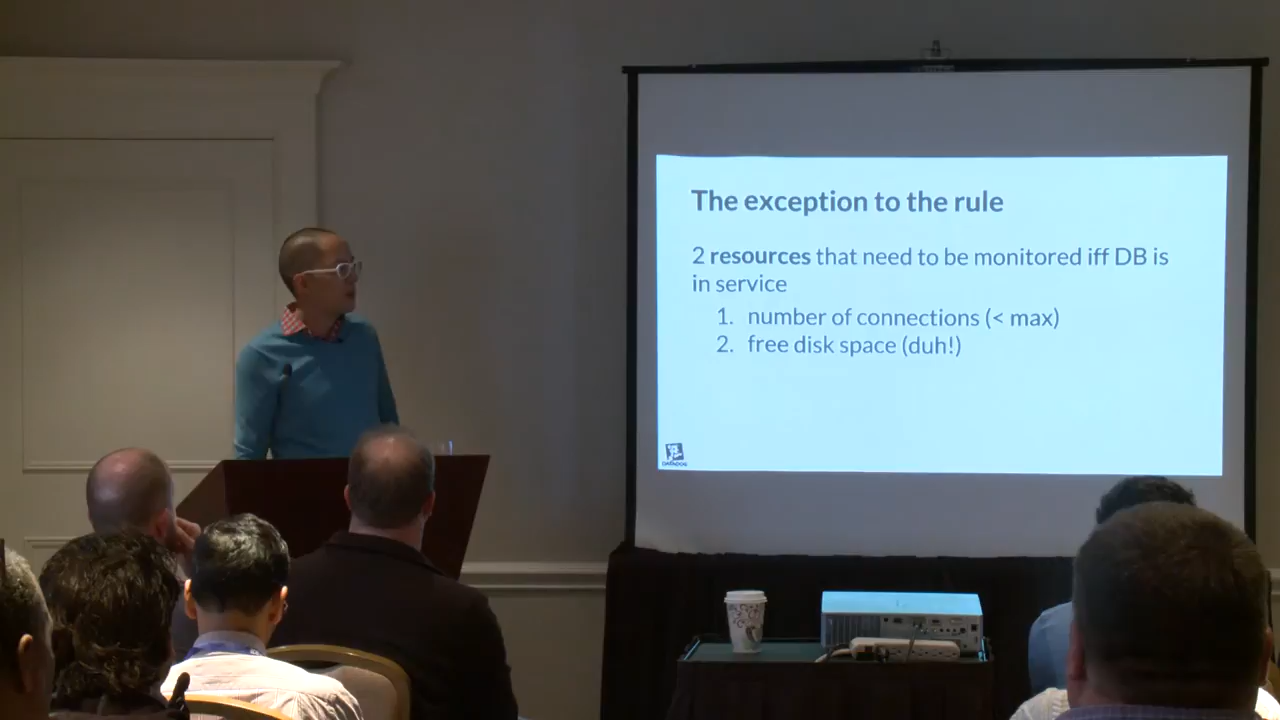 The exception to the rule
2 resources that need to be monitored iff DB is
in service
1. number of connections (< max)
2. free disk space (duh!)
DATADOG